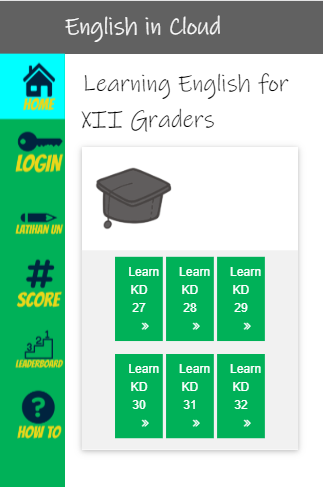 English in Cloud
HOME
LOGIN
LATIHAN UN
SCORE
LEADERBOARD
HOW TO
Learning English for
XII Graders
Learn
KD
27
»
Learn
KD
28
»
Learn
KD
29
»
Learn
KD
30
»
Learn
KD
31
»
Learn
KD
32
»